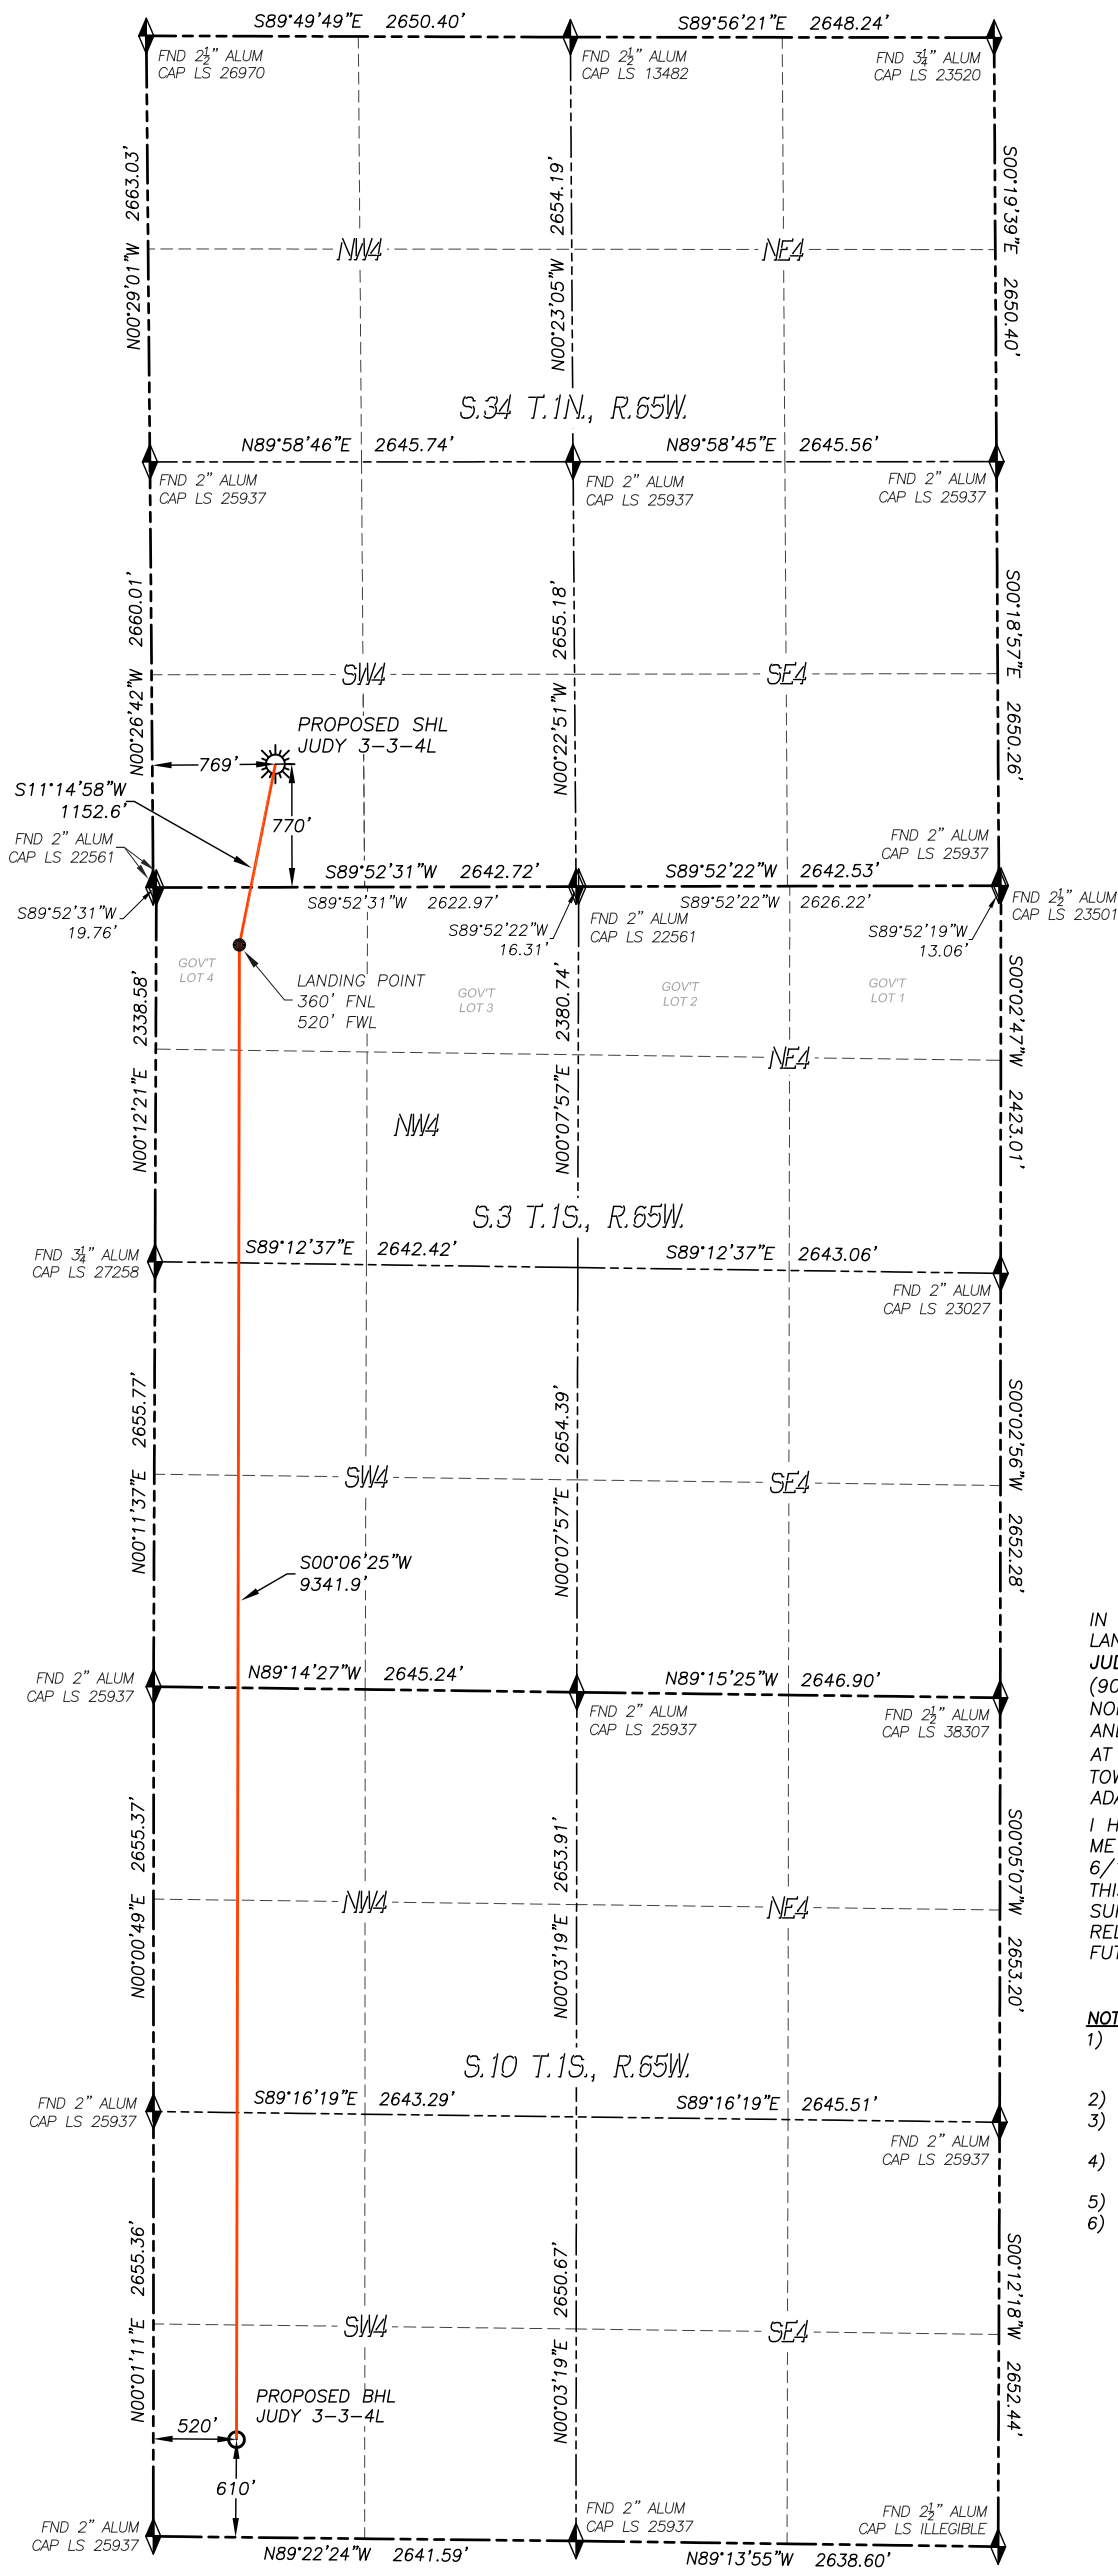 S89°49'49"E 2650.40'
S89°56'21"E 2648.24'
FND 2½" ALUM
CAP LS 26970
FND 2½" ALUM
CAP LS 13482
FND 3¼" ALUM
CAP LS 23520
N00°29'01"W 2663.03'
N00°23'05"W 2654.19'
S00°19'39"E 2650.40'
NW4
NE4
S.34 T.1N., R.65W.
N89°58'46"E 2645.74'
N89°58'45"E 2645.56'
FND 2" ALUM
CAP LS 25937
FND 2" ALUM
CAP LS 25937
FND 2" ALUM
CAP LS 25937
N00°26'42"W 2660.01'
N00°22'51"W 2655.18'
S00°18'57"E 2650.26'
SW4
SE4
PROPOSED SHL
JUDY 3-3-4L
769'
S11°14'58"W
1152.6'
770'
FND 2" ALUM
CAP LS 22561
FND 2" ALUM
CAP LS 25937
S89°52'31"W 2642.72'
S89°52'22"W 2642.53'
S89°52'31"W 2622.97'
S89°52'22"W 2626.22'
FND 2½" ALUM
CAP LS 23501
S89°52'31"W
19.76'
FND 2" ALUM
CAP LS 22561
S89°52'22"W
16.31'
S89°52'19"W
13.06'
GOV'T
LOT 4
LANDING POINT
360' FNL
520' FWL
GOV'T
LOT 3
GOV'T
LOT 2
GOV'T
LOT 1
N00°12'21"E 2338.58'
N00°07'57"E 2380.74'
S00°02'47"W 2423.01'
NE4
NW4
S.3 T.1S., R.65W.
S89°12'37"E 2642.42'
S89°12'37"E 2643.06'
FND 3¼" ALUM
CAP LS 27258
FND 2" ALUM
CAP LS 23027
N00°11'37"E 2655.77'
N00°07'57"E 2654.39'
S00°02'56"W 2652.28'
SW4
SE4
S00°06'25"W
9341.9'
N89°14'27"W 2645.24'
N89°15'25"W 2646.90'
FND 2" ALUM
CAP LS 25937
FND 2" ALUM
CAP LS 25937
FND 2½" ALUM
CAP LS 38307
N00°00'49"E 2655.37'
N00°03'19"E 2653.91'
S00°05'07"W 2653.20'
NW4
NE4
S.10 T.1S., R.65W.
S89°16'19"E 2643.29'
S89°16'19"E 2645.51'
FND 2" ALUM
CAP LS 25937
FND 2" ALUM
CAP LS 25937
N00°01'11"E 2655.36'
N00°03'19"E 2650.67'
S00°12'18"W 2652.44'
SW4
SE4
PROPOSED BHL
JUDY 3-3-4L
520'
610'
FND 2" ALUM
CAP LS 25937
FND 2" ALUM
CAP LS 25937
FND 2½" ALUM
CAP LS ILLEGIBLE
N89°22'24"W 2641.59'
N89°13'55"W 2638.60'
IN
LAN
JUD
(90
NO
AN
AT
TOW
ADA
I H
ME
6/
THI
SU
REL
FUT
NOT
1)
2)
3)
4)
5)
6)